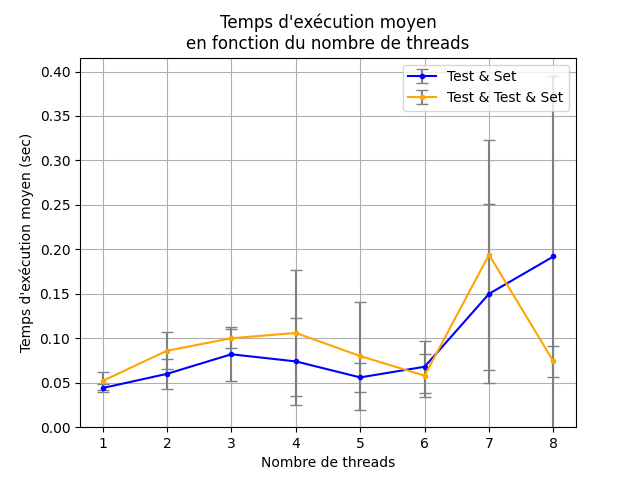 Temps d'exécution moyen
en fonction du nombre de threads
Temps d'exécution moyen (sec)
0.40
0.35
0.30
0.25
0.20
0.15
0.10
0.05
0.00
Test & Set
Test & Test & Set
1 2 3 4 5 6 7 8
Nombre de threads